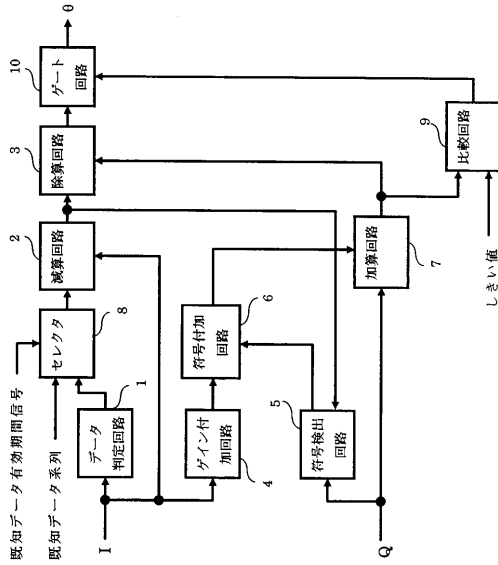 既知データ有効期間信号
既知データ系列
I
データ
判定回路
1
セレクタ
8
減算回路
2
除算回路
3
ゲート
回路
10
θ
ゲイン付
加回路
4
符号付加
回路
6
符号検出
回路
5
加算回路
7
比較回路
9
しきい値
Q